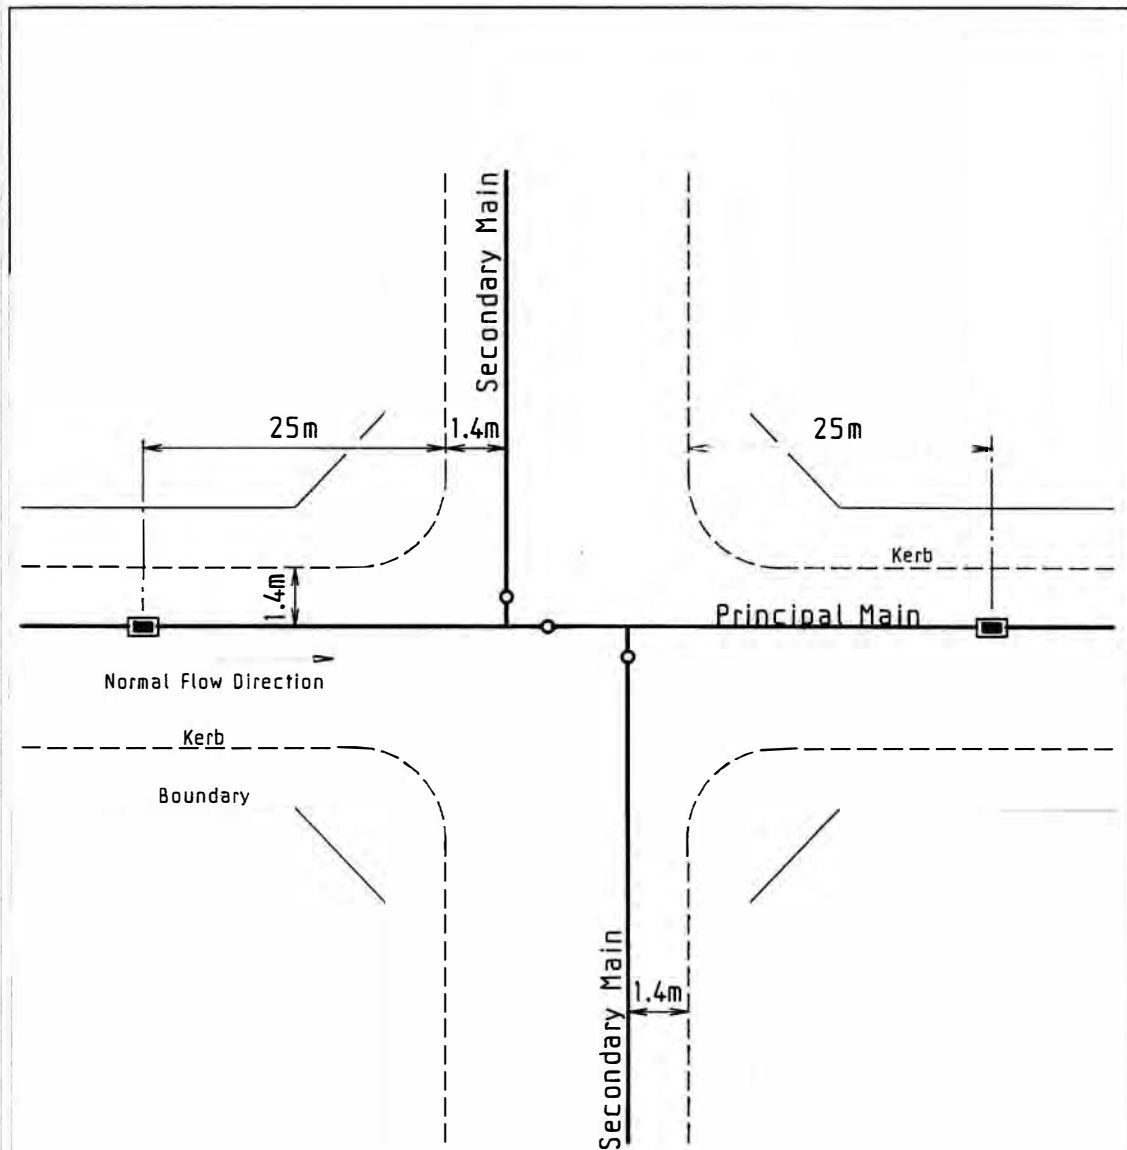 Secondary Main
25m
1.4m
25m
Kerb
1.4m
Principal Main
Normal Flow Direction
Kerb
Boundary
Secondary Main
1.4m